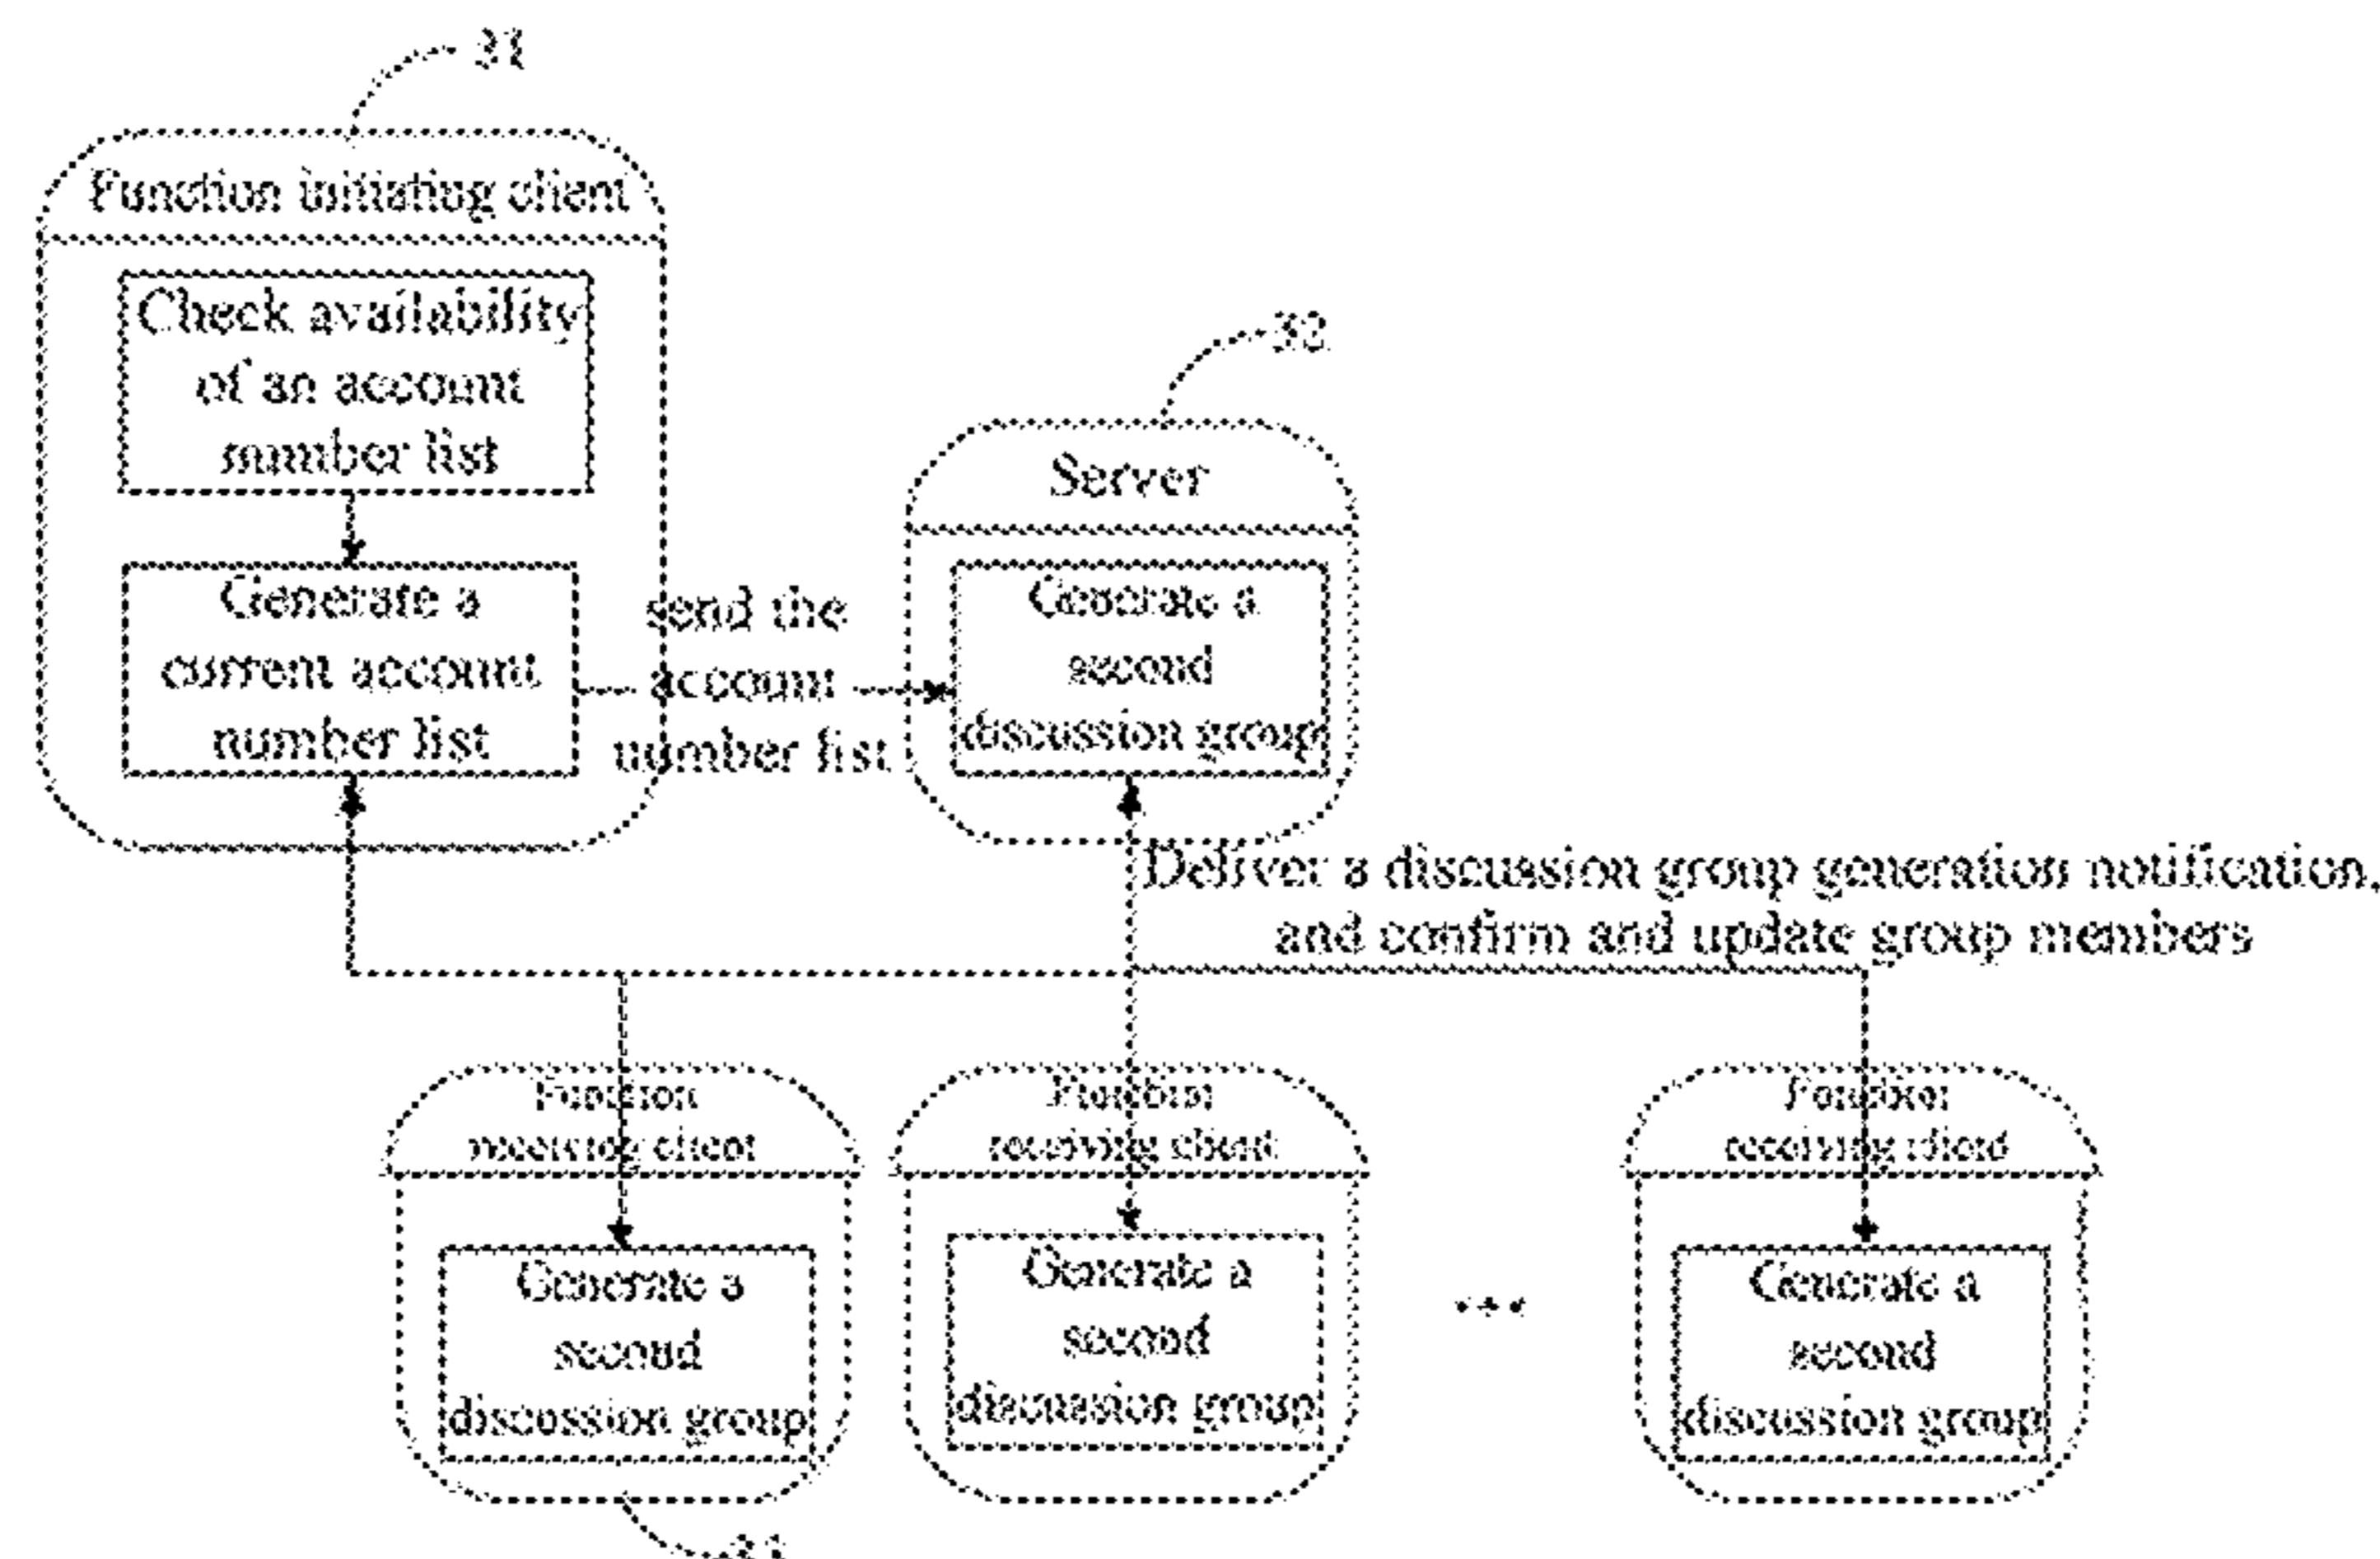 31
Function initiating client
Check availability
of an account
number list
32
Server
Generate a
current account
number list
send the
account
number list
Generate a
second
discussion group
Deliver a discussion group generation notification,
and confirm and update group members
Function
receiving client
Function
receiving client
Function
receiving client
Generate a
second
discussion group
Generate a
second
discussion group
...
Generate a
second
discussion group